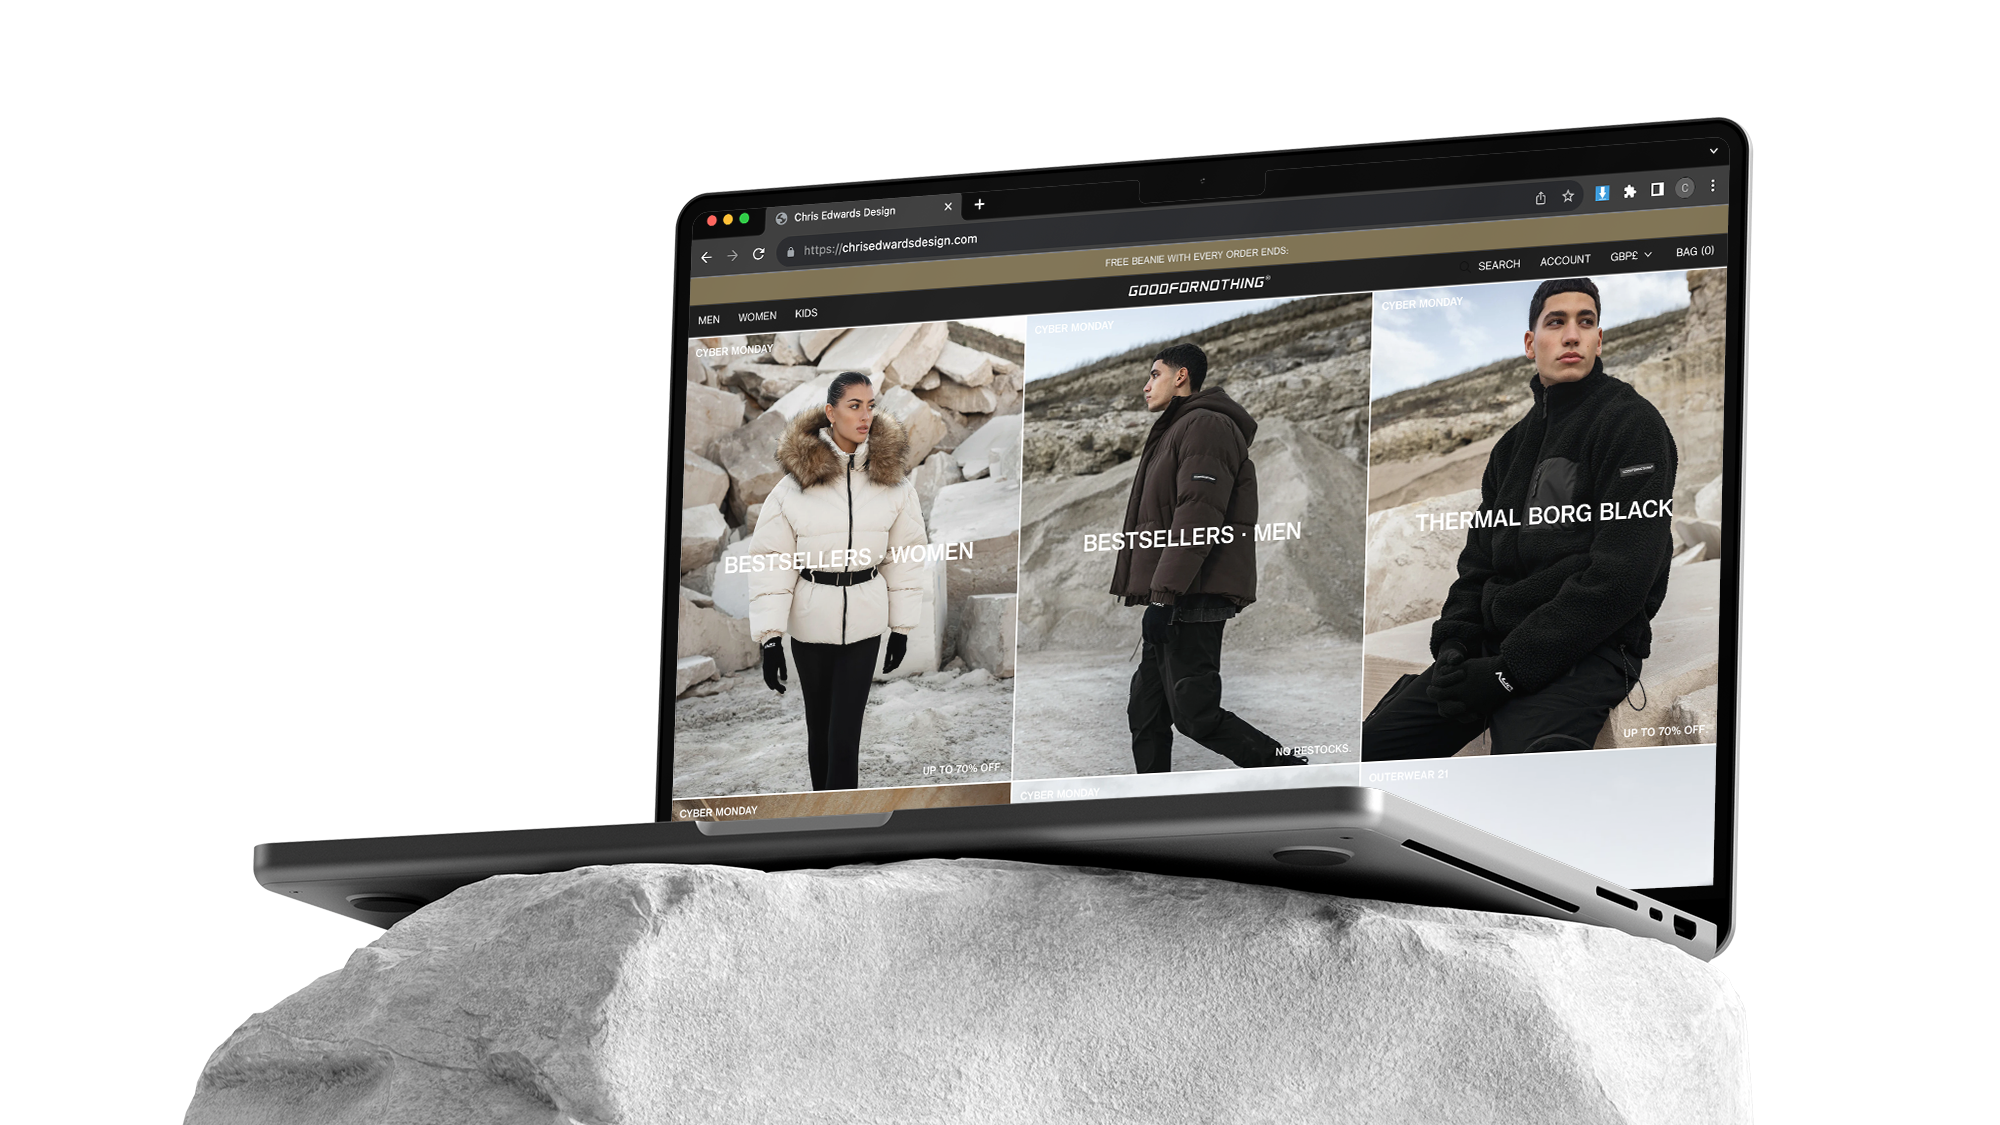 Chris Edwards Design
https://chrisedwardsdesign.com
C
FREE BEANIE WITH EVERY ORDER ENDS:
MEN WOMEN KIDS
GOODFORNOTHING®
SEARCH ACCOUNT GBP£ BAG (0)
CYBER MONDAY
BESTSELLERS · WOMEN
UP TO 70% OFF.
CYBER MONDAY
BESTSELLERS · MEN
NO RESTOCKS.
CYBER MONDAY
THERMAL BORG BLACK
UP TO 70% OFF.
CYBER MONDAY
CYBER MONDAY
OUTERWEAR 21